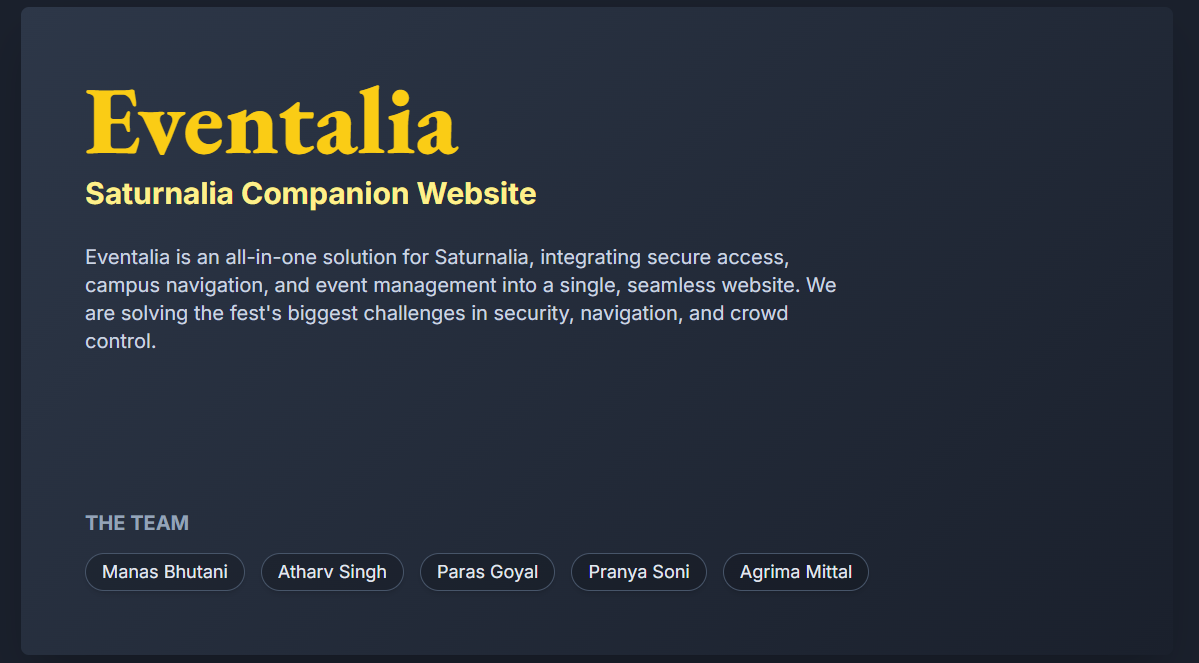 Eventalia
Saturnalia Companion Website
Eventalia is an all-in-one solution for Saturnalia, integrating secure access,
campus navigation, and event management into a single, seamless website. We
are solving the fest's biggest challenges in security, navigation, and crowd
control.
THE TEAM
Manas Bhutani Atharv Singh Paras Goyal Pranya Soni Agrima Mittal